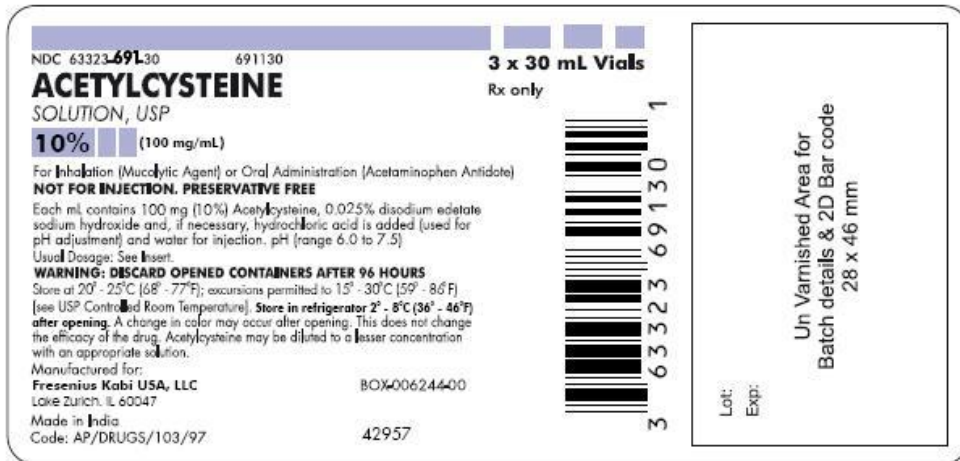 NDC 63323-691-30 691130
3 x 30 mL Vials
ACETYLCYSTEINE
Rx only
SOLUTION, USP
10% (100 mg/mL)
For Inhalation (Mucolytic Agent) or Oral Administration (Acetaminophen Antidote)
NOT FOR INJECTION. PRESERVATIVE FREE
Each mL contains 100 mg (10%) Acetylcysteine, 0.025% disodium edetate
sodium hydroxide and, if necessary, hydrochloric acid is added (used for
pH adjustment) and water for injection. pH (range 6.0 to 7.5)
Usual Dosage: See Insert.
WARNING: DISCARD OPENED CONTAINERS AFTER 96 HOURS
Store at 20° - 25°C (68° - 77°F); excursions permitted to 15° - 30°C (59° - 86°F)
[see USP Controlled Room Temperature]. Store in refrigerator 2° - 8°C (36° - 46°F)
after opening. A change in color may occur after opening. This does not change
the efficacy of the drug. Acetylcysteine may be diluted to a lesser concentration
with an appropriate solution.
Manufactured for:
Fresenius Kabi USA, LLC BOX-006244-00
Lake Zurich, IL 60047
Made in India
Code: AP/DRUGS/103/97 42957
3 63323 69130 1
Un Varnished Area for
Batch details & 2D Bar code
28 x 46 mm
Lot:
Exp: